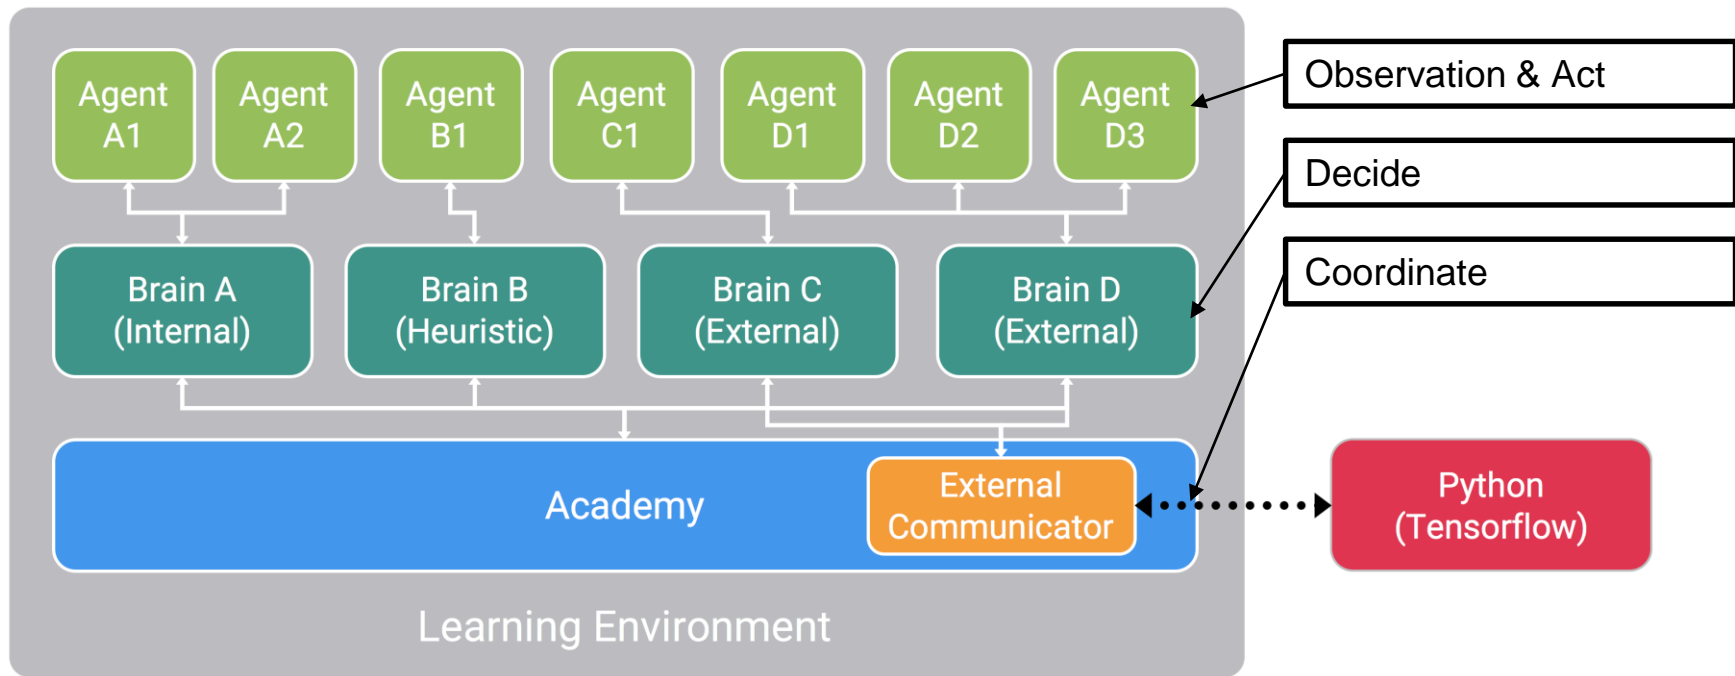 Agent
A1
Agent
A2
Agent
B1
Agent
C1
Agent
D1
Agent
D2
Agent
D3
Observation & Act
Decide
Coordinate
Brain A
(Internal)
Brain B
(Heuristic)
Brain C
(External)
Brain D
(External)
Academy
External
Communicator
Python
(Tensorflow)
Learning Environment